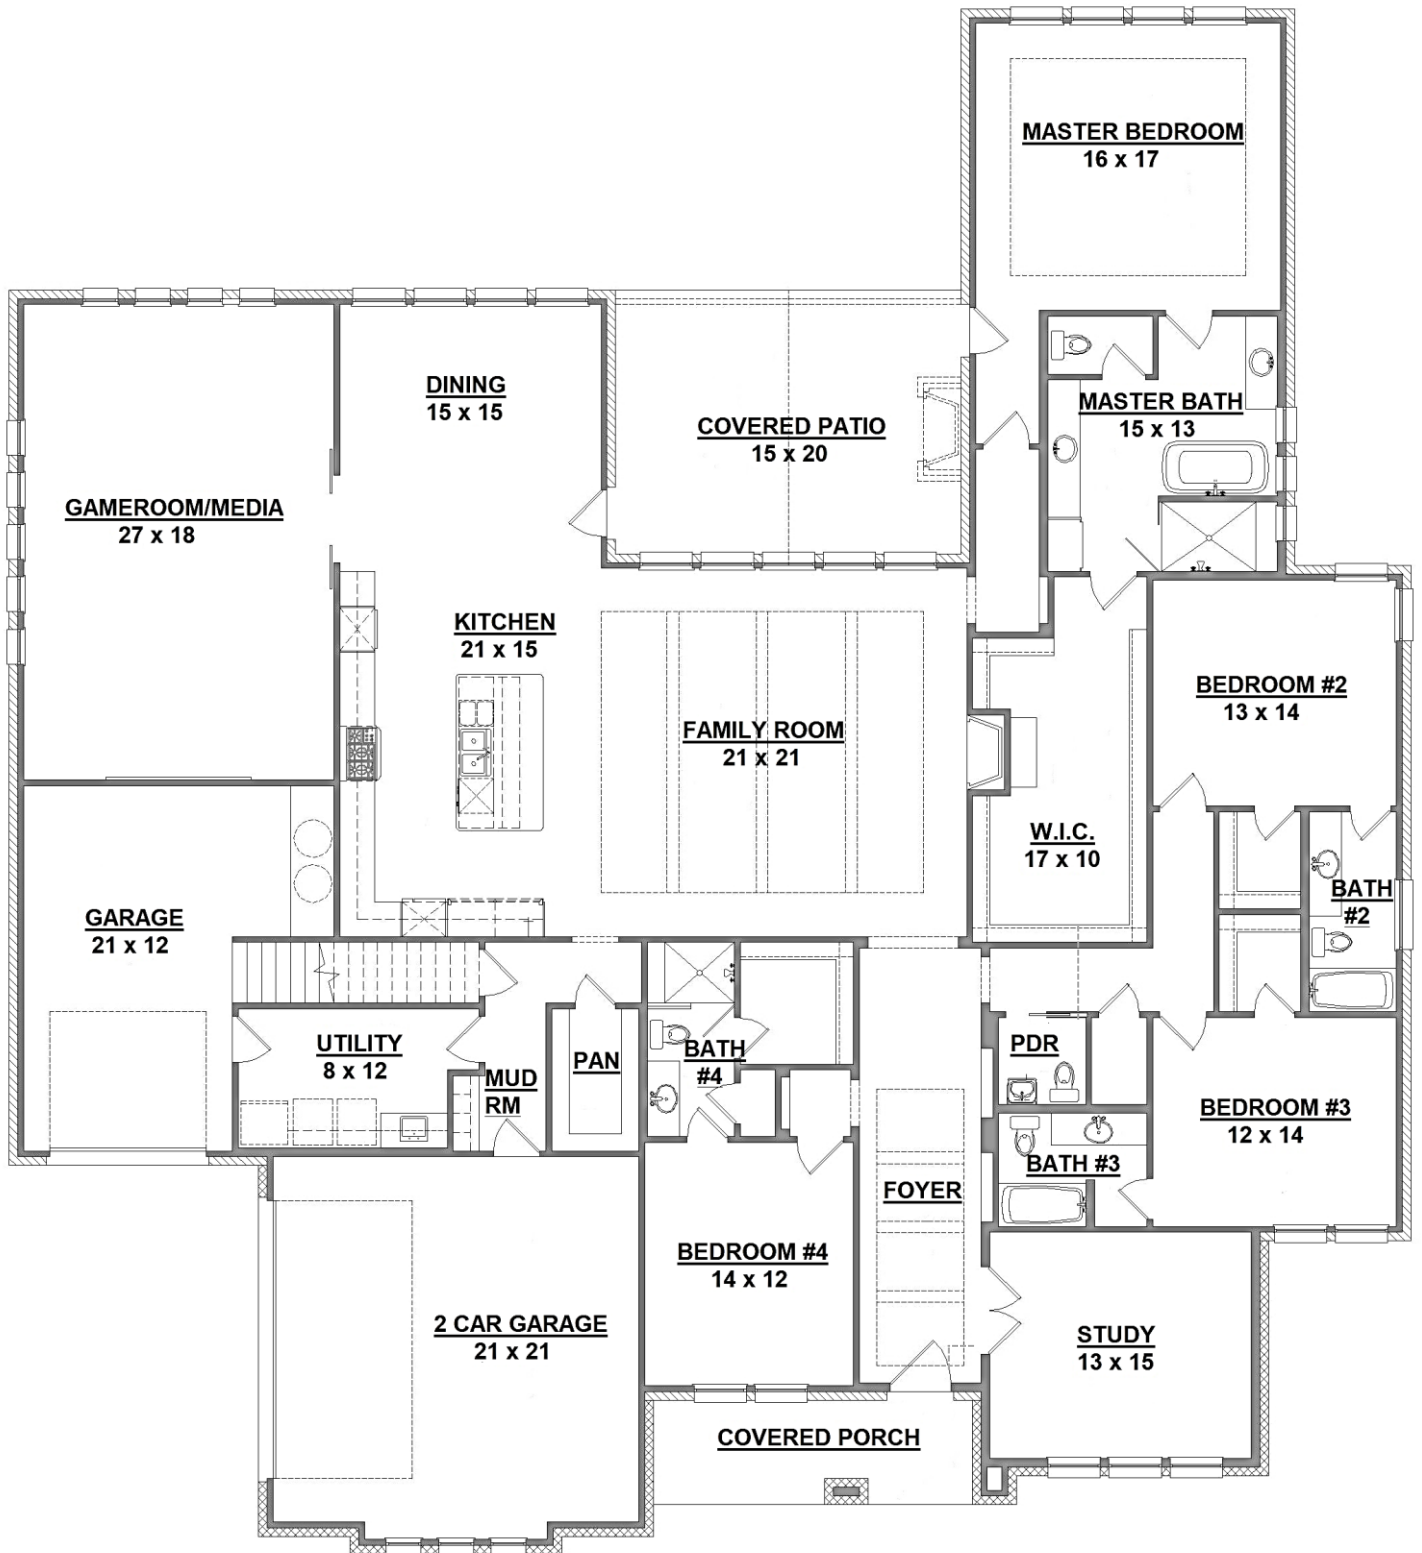 MASTER BEDROOM
16 x 17
DINING
15 x 15
COVERED PATIO
15 x 20
MASTER BATH
15 x 13
GAMEROOM/MEDIA
27 x 18
KITCHEN
21 x 15
FAMILY ROOM
21 x 21
BEDROOM #2
13 x 14
W.I.C.
17 x 10
BATH
#2
GARAGE
21 x 12
UTILITY
8 x 12
MUD
RM
PAN
BATH
#4
PDR
BEDROOM #3
12 x 14
BATH #3
FOYER
BEDROOM #4
14 x 12
2 CAR GARAGE
21 x 21
STUDY
13 x 15
COVERED PORCH